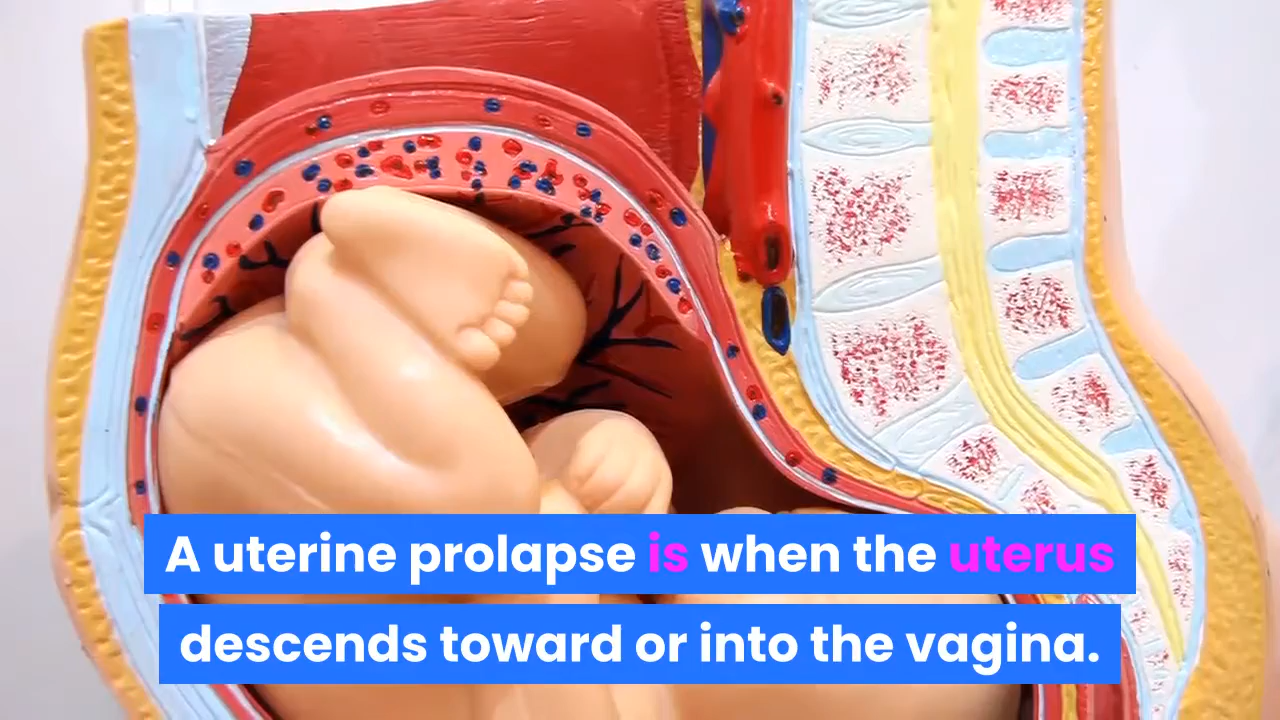 A uterine prolapse is when the uterus
descends toward or into the vagina.